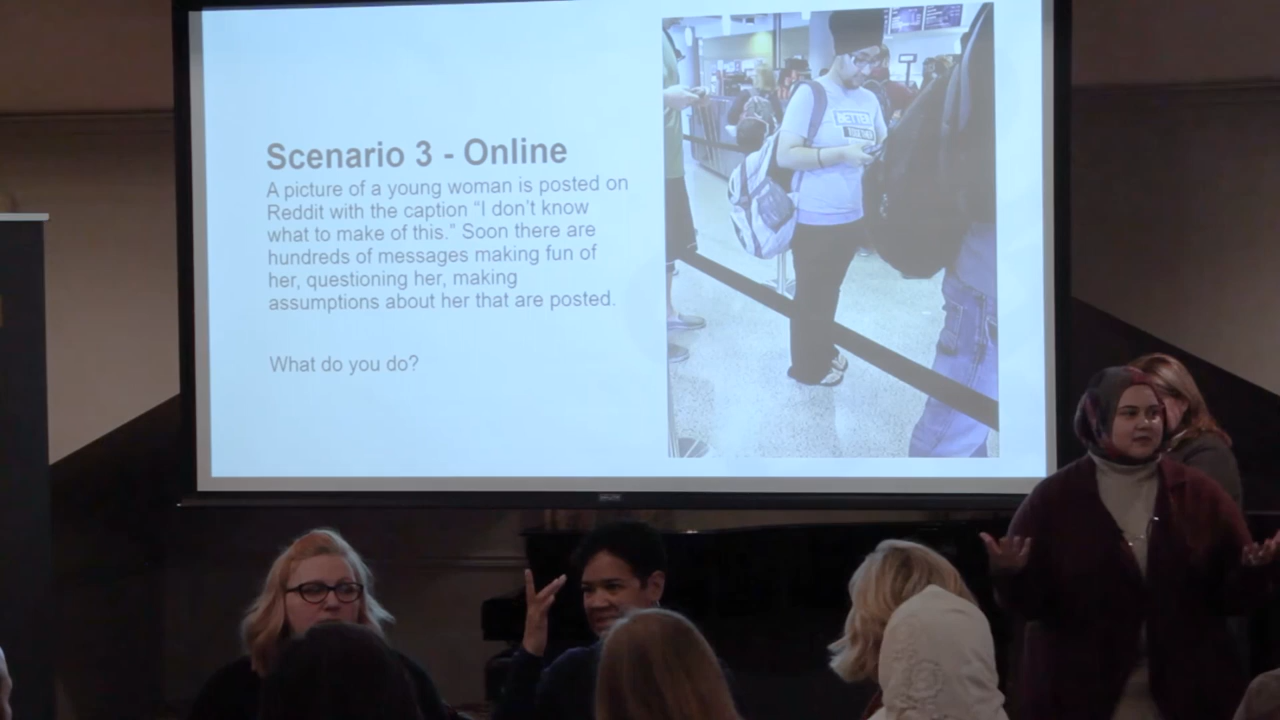 Scenario 3 - Online
A picture of a young woman is posted on
Reddit with the caption “I don’t know
what to make of this.” Soon there are
hundreds of messages making fun of
her, questioning her, making
assumptions about her that are posted.
What do you do?
BETTER
TOGETHER